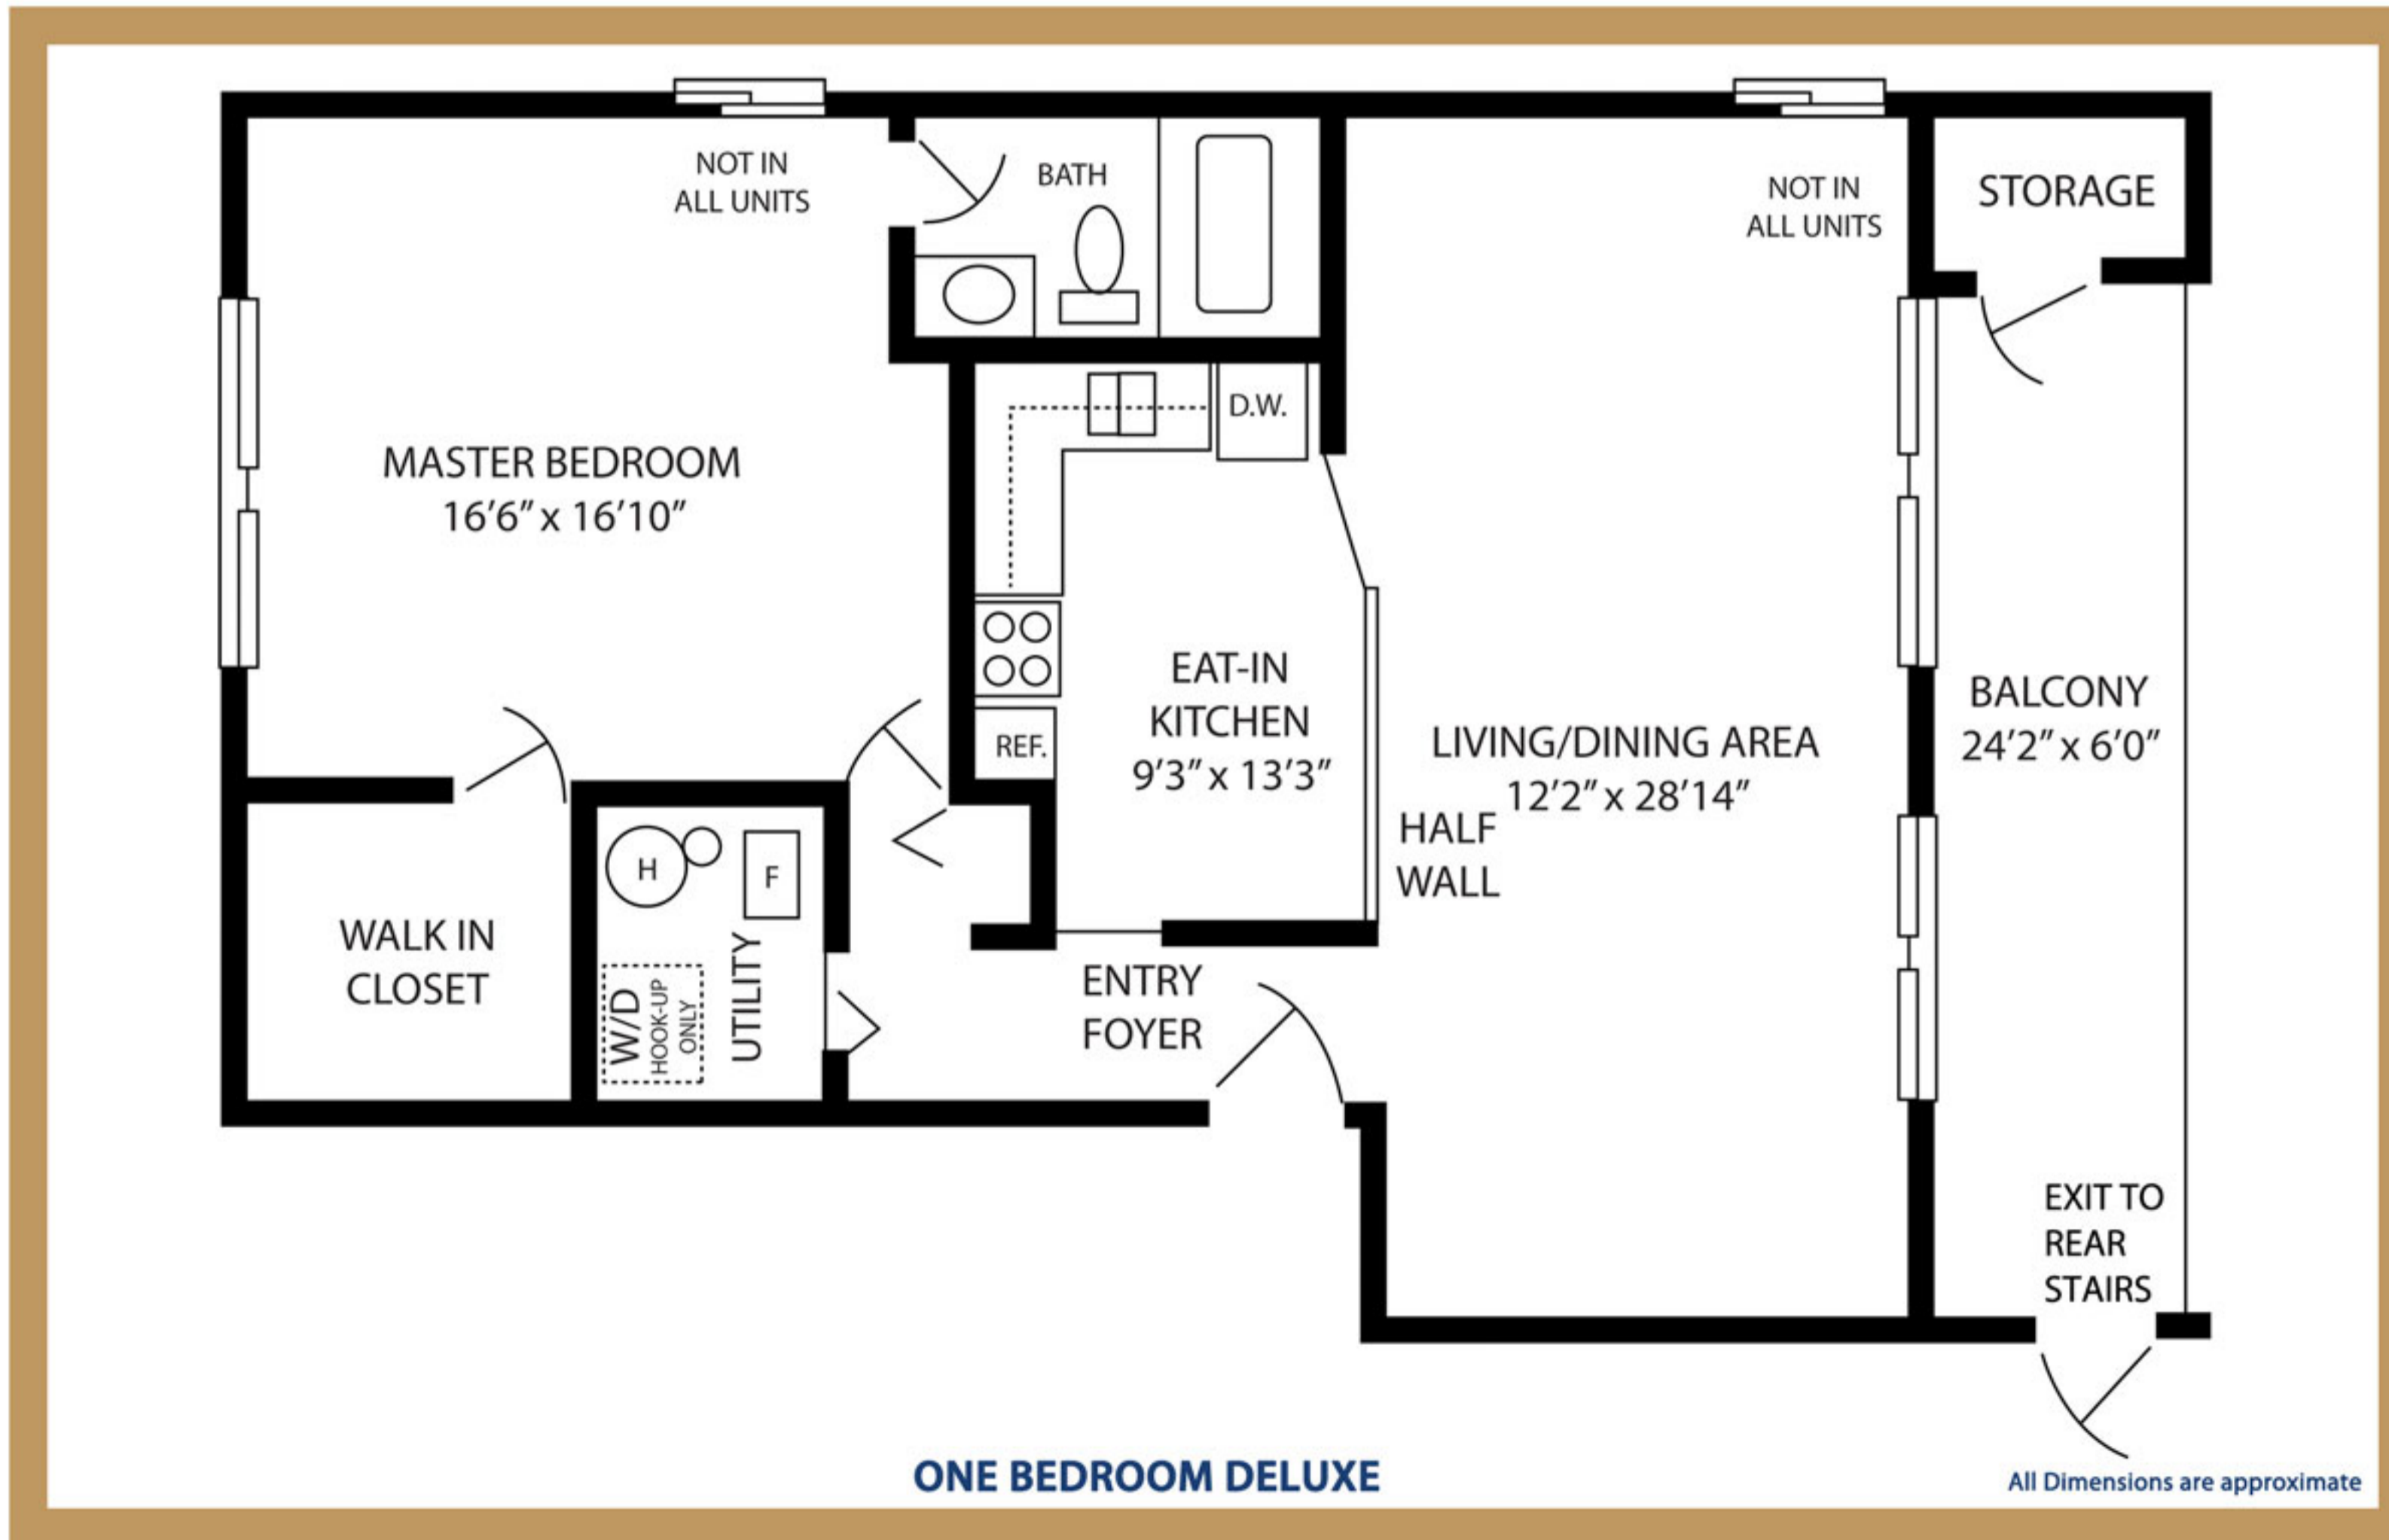 NOT IN
ALL UNITS
BATH
NOT IN
ALL UNITS
STORAGE
D.W.
MASTER BEDROOM
16’6” x 16’10”
EAT-IN
KITCHEN
9’3” x 13’3”
REF.
LIVING/DINING AREA
12’2” x 28’14”
HALF
WALL
BALCONY
24’2” x 6’0”
H
F
WALK IN
CLOSET
W/D
HOOK-UP
ONLY
UTILITY
ENTRY
FOYER
EXIT TO
REAR
STAIRS
ONE BEDROOM DELUXE
All Dimensions are approximate